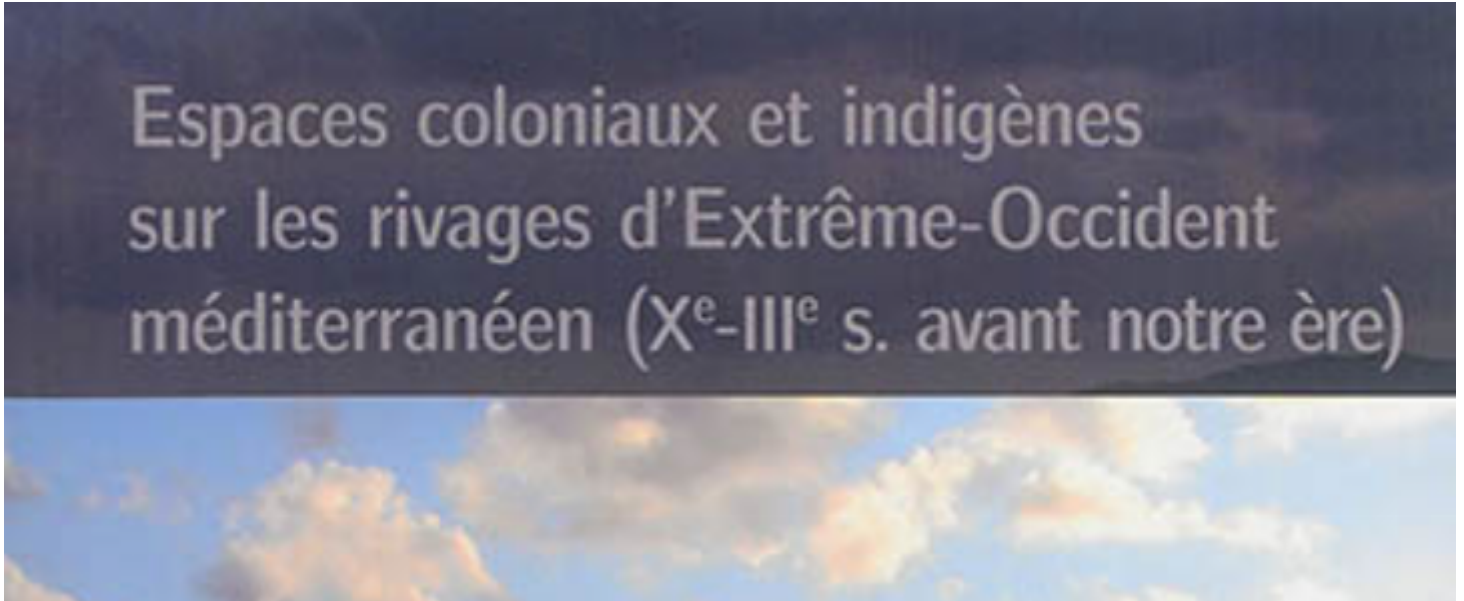 Espaces coloniaux et indigènes
sur les rivages d'Extrême-Occident
méditerranéen (Xᵉ-IIIᵉ s. avant notre ère)